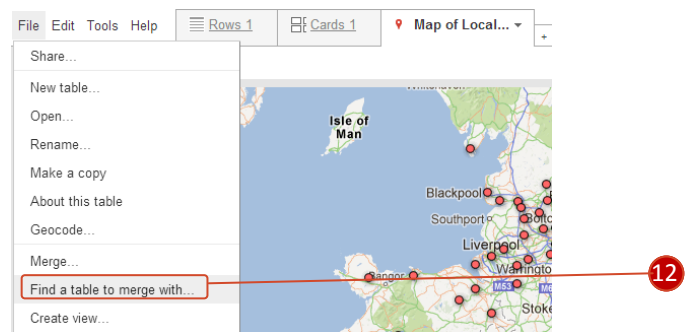 File Edit Tools Help Rows 1 Cards 1 Map of Local... +
Share...
New table...
Open...
Rename...
Make a copy
About this table
Geocode...
Merge...
Find a table to merge with...
Create view...
Isle of
Man
Blackpool
Southport
Liverpool
Bangor
M53
Stoke
12